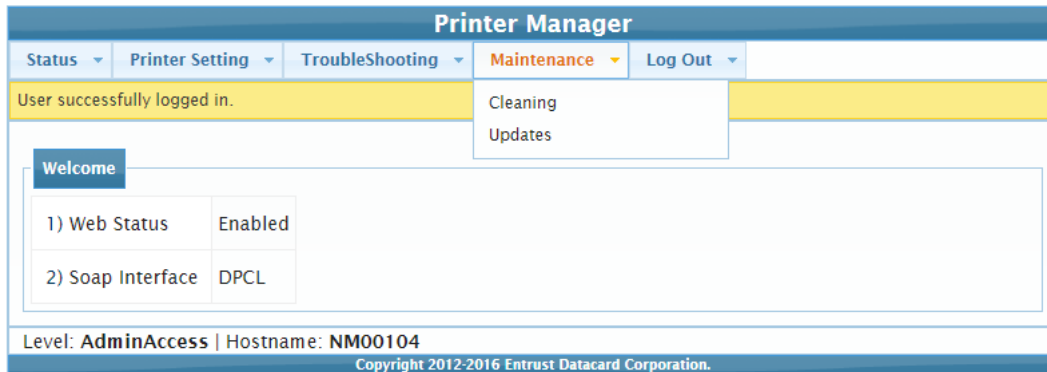 Printer Manager
Status Printer Setting TroubleShooting Maintenance Log Out
User successfully logged in.
Cleaning
Updates
Welcome
1) Web Status Enabled
2) Soap Interface DPCL
Level: AdminAccess | Hostname: NM00104
Copyright 2012-2016 Entrust Datacard Corporation.